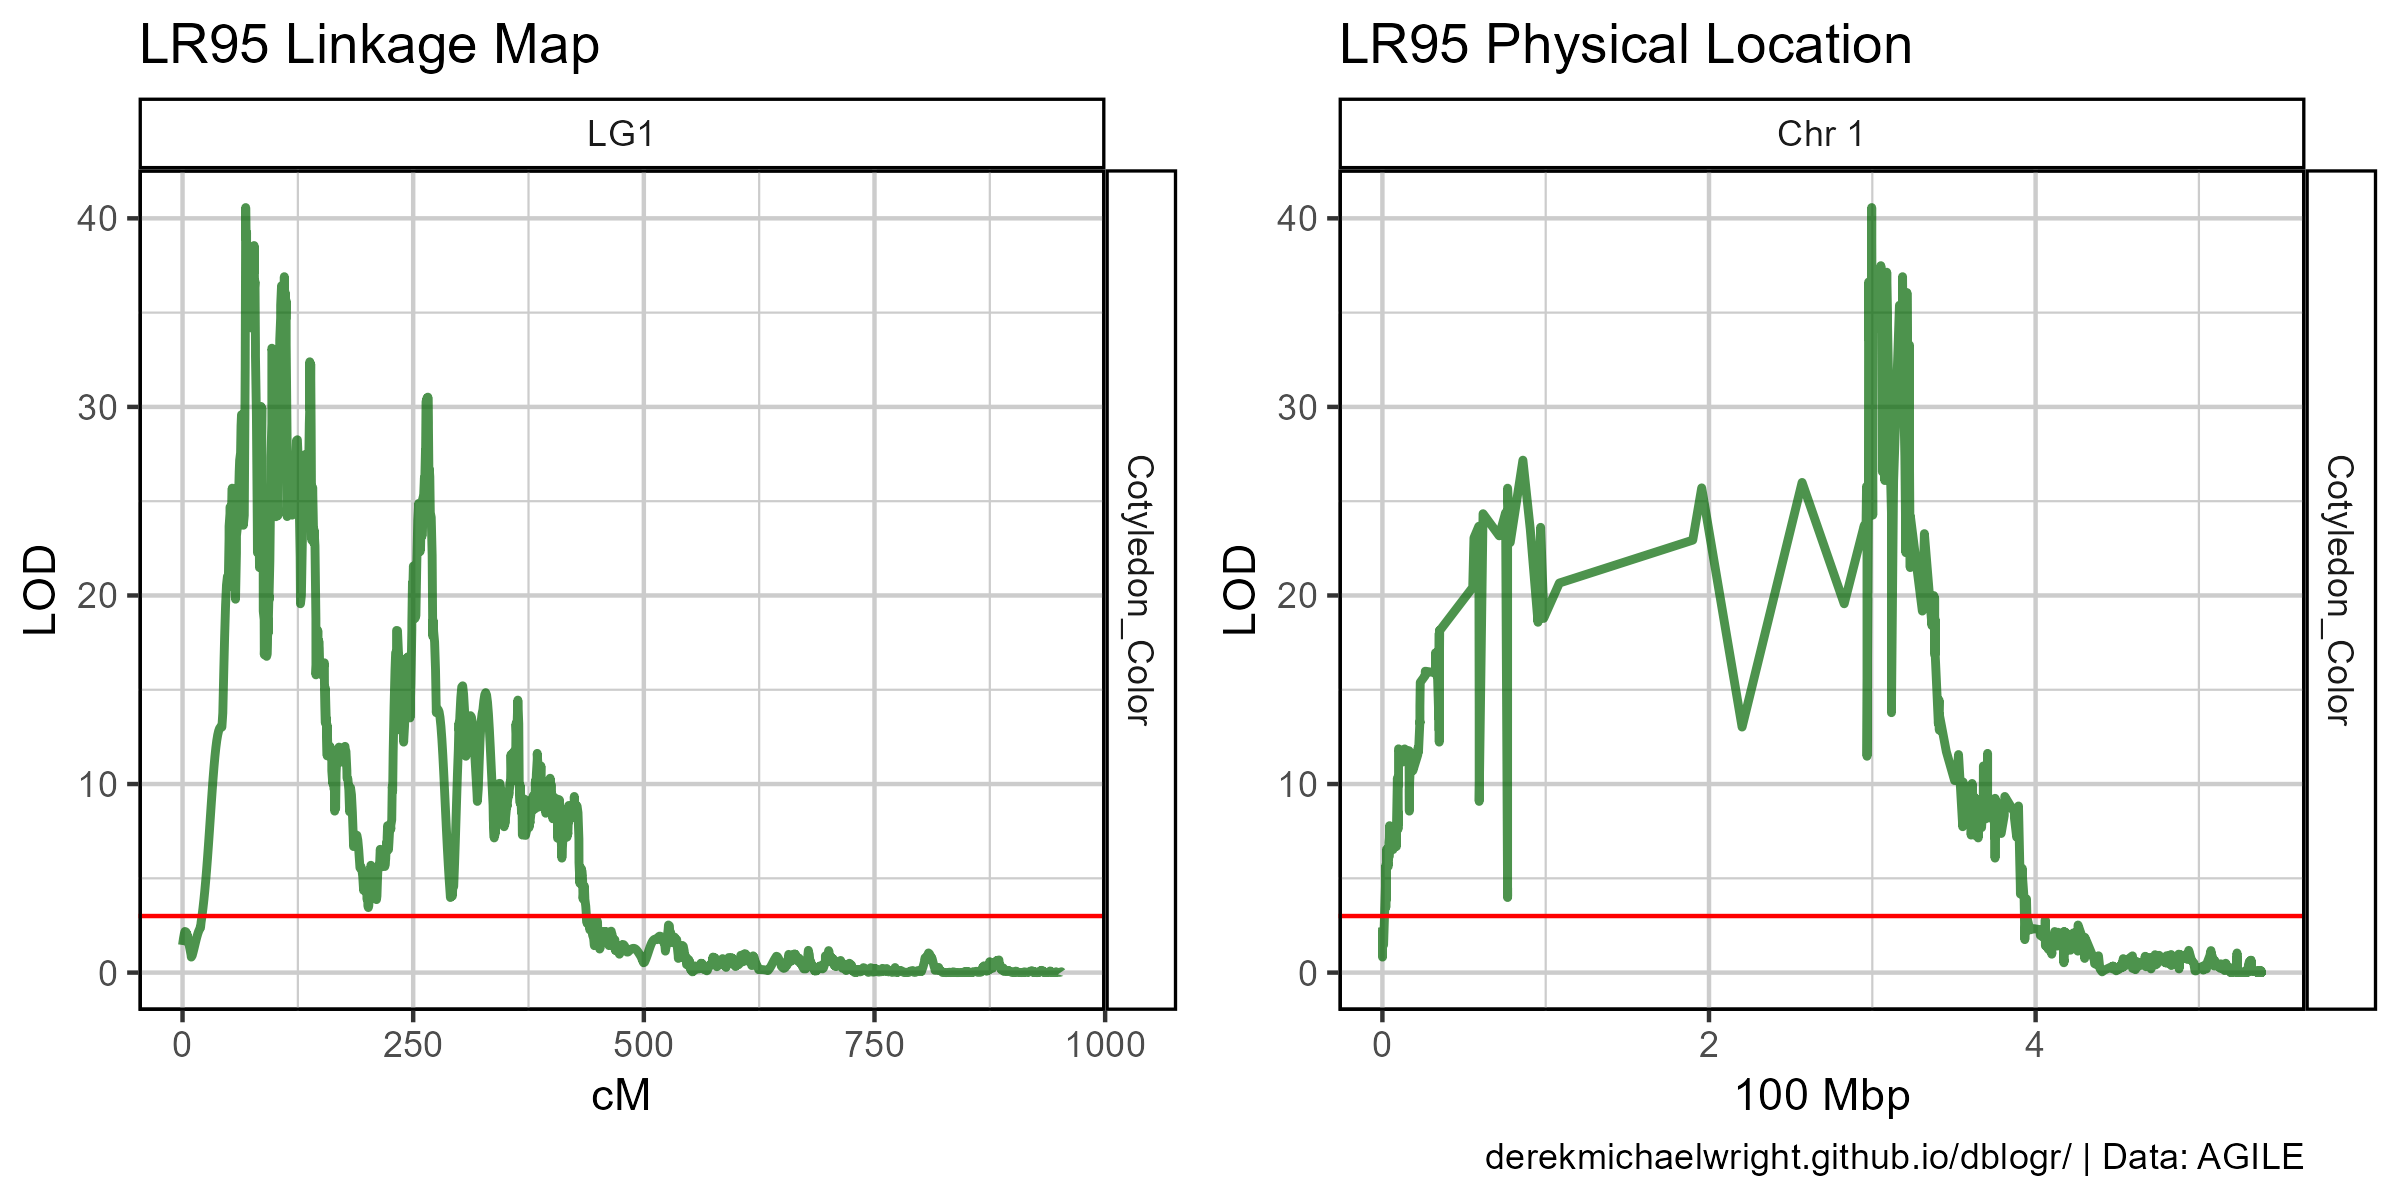 LR95 Linkage Map
LG1
Cotyledon_Color
LOD
40
30
20
10
0
0 250 500 750 1000
cM
LR95 Physical Location
Chr 1
Cotyledon_Color
LOD
40
30
20
10
0
0 2 4
100 Mbp
derekmichaelwright.github.io/dblogr/ | Data: AGILE